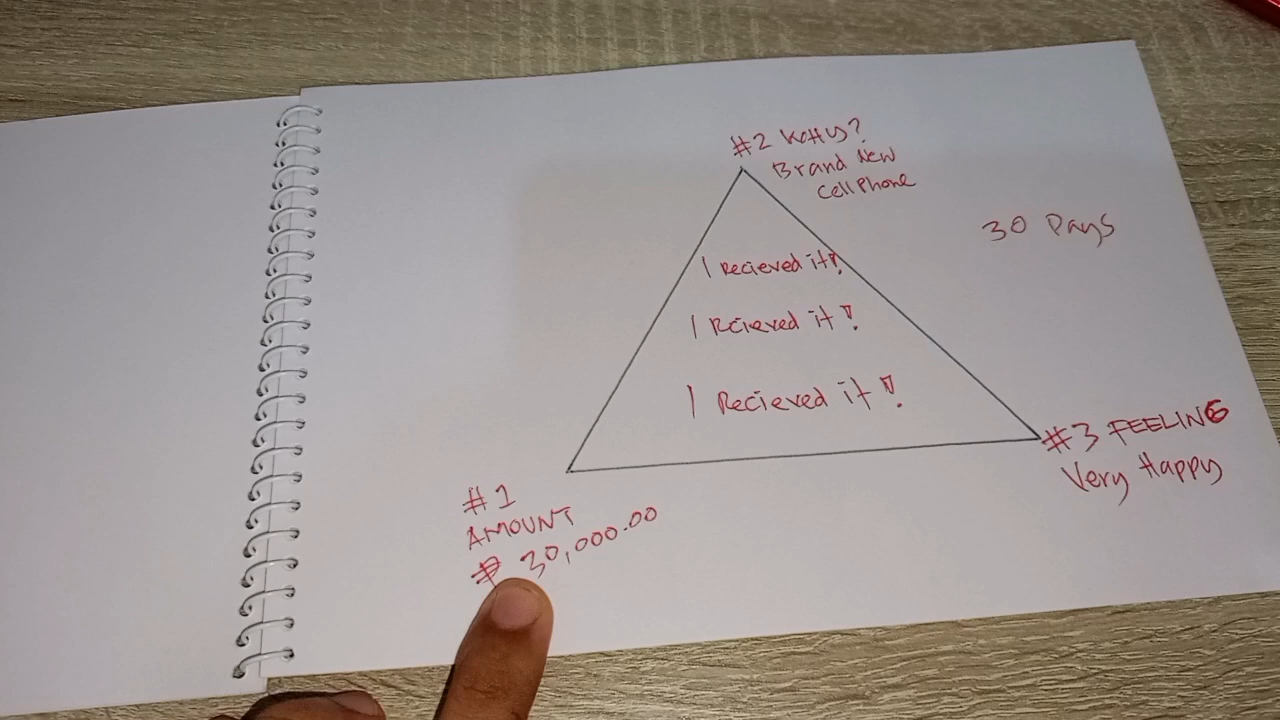 #2 WHY?
Brand New
CellPhone
30 Days
I Recieved it!
I Rcieved it!
I Recieved it!
#3 FEELING
Very Happy
#1
AMOUNT
₱ 30,000.00